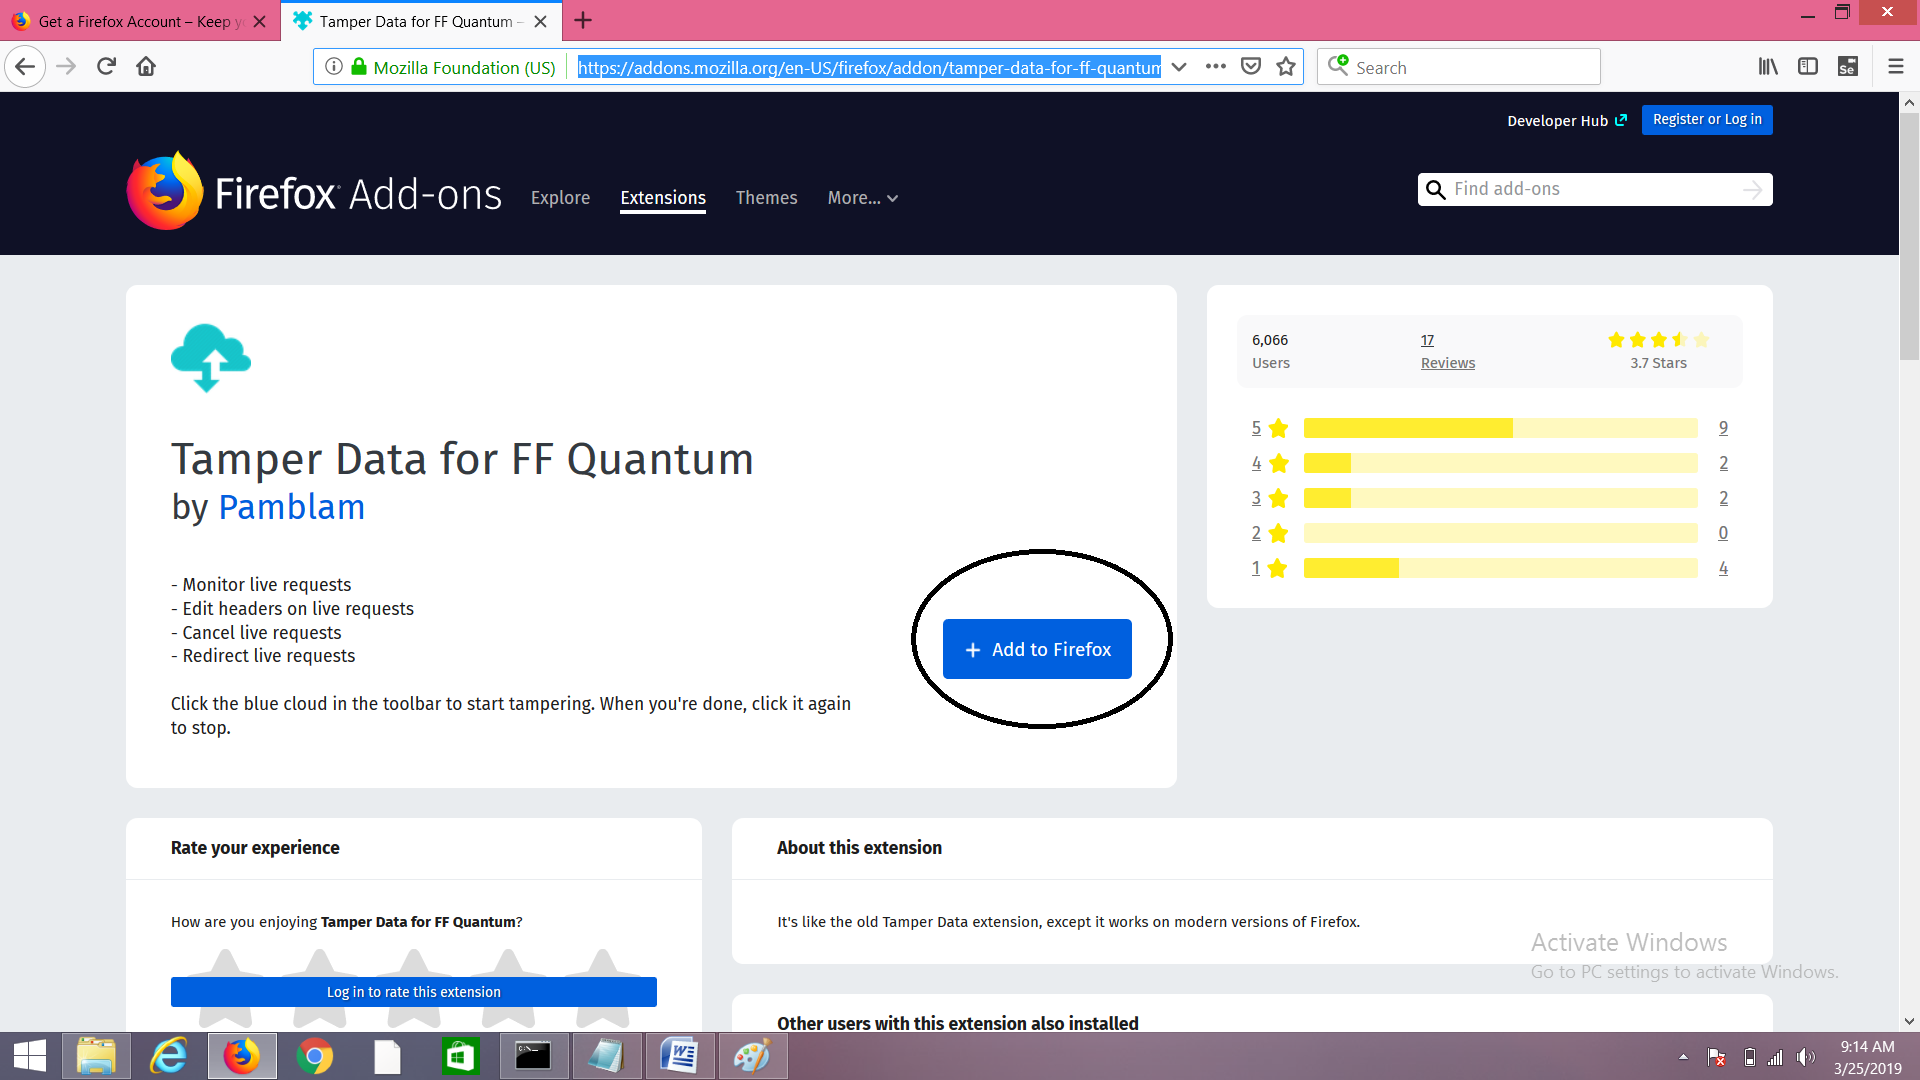 Get a Firefox Account – Keep y
Tamper Data for FF Quantum –
Mozilla Foundation (US)
https://addons.mozilla.org/en-US/firefox/addon/tamper-data-for-ff-quantum
Search
Se
Developer Hub
Register or Log in
Firefox Add-ons
Explore
Extensions
Themes
More...
Find add-ons
Tamper Data for FF Quantum
by Pamblam
- Monitor live requests
- Edit headers on live requests
- Cancel live requests
- Redirect live requests
Click the blue cloud in the toolbar to start tampering. When you're done, click it again
to stop.
+ Add to Firefox
6,066
Users
17
Reviews
3.7 Stars
5 9
4 2
3 2
2 0
1 4
Rate your experience
How are you enjoying Tamper Data for FF Quantum?
Log in to rate this extension
About this extension
It's like the old Tamper Data extension, except it works on modern versions of Firefox.
Other users with this extension also installed
Activate Windows
Go to PC settings to activate Windows.
9:14 AM
3/25/2019